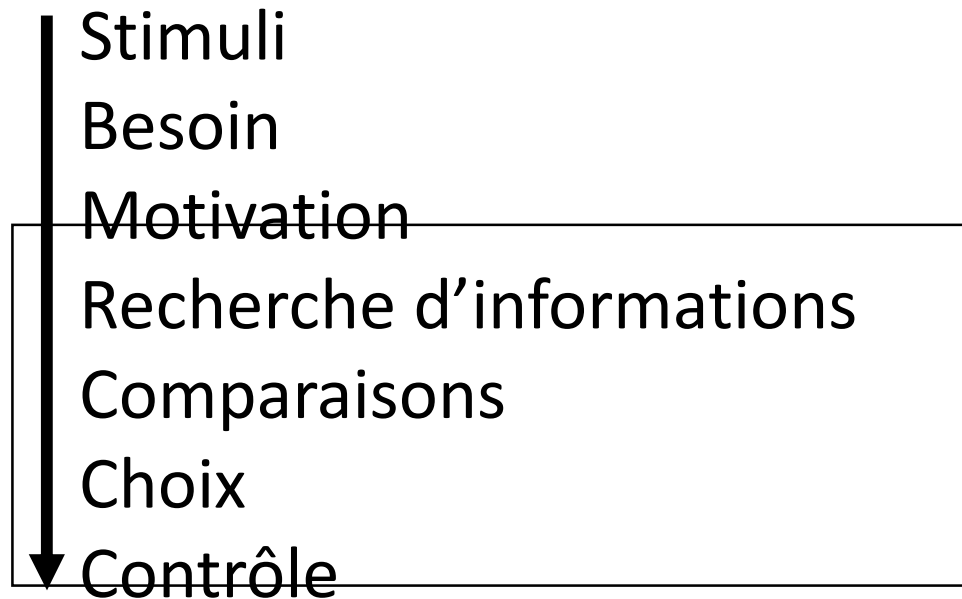 Stimuli
Besoin
Motivation
Recherche d’informations
Comparaisons
Choix
Contrôle